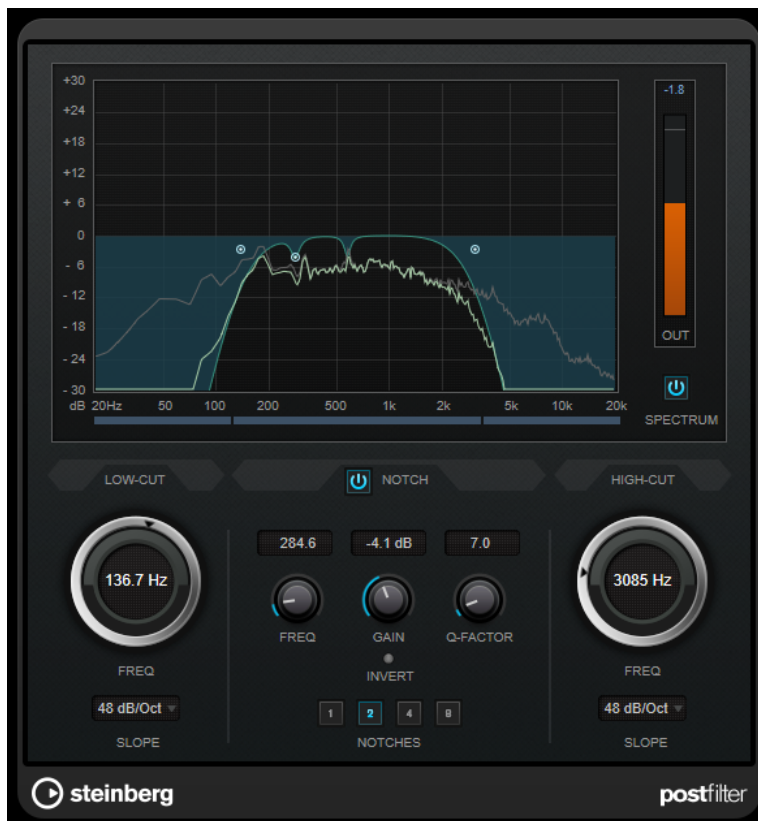 +30
-1.8
+24
+18
+12
+ 6
0
- 6
- 12
- 18
- 24
- 30
OUT
dB 20Hz 50 100 200 500 1k 2k 5k 10k 20k
SPECTRUM
LOW-CUT
NOTCH
HIGH-CUT
284.6 -4.1 dB 7.0
136.7 Hz
3085 Hz
FREQ GAIN Q-FACTOR
INVERT
FREQ
FREQ
48 dB/Oct
1 2 4 8
48 dB/Oct
SLOPE
NOTCHES
SLOPE
steinberg
postfilter